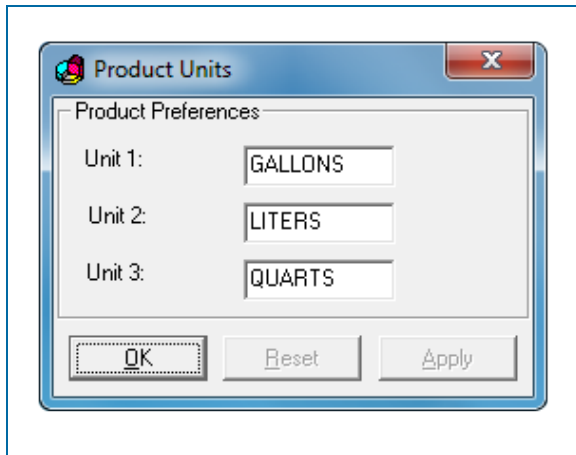 Product Units
Product Preferences
Unit 1: GALLONS
Unit 2: LITERS
Unit 3: QUARTS
OK Reset Apply